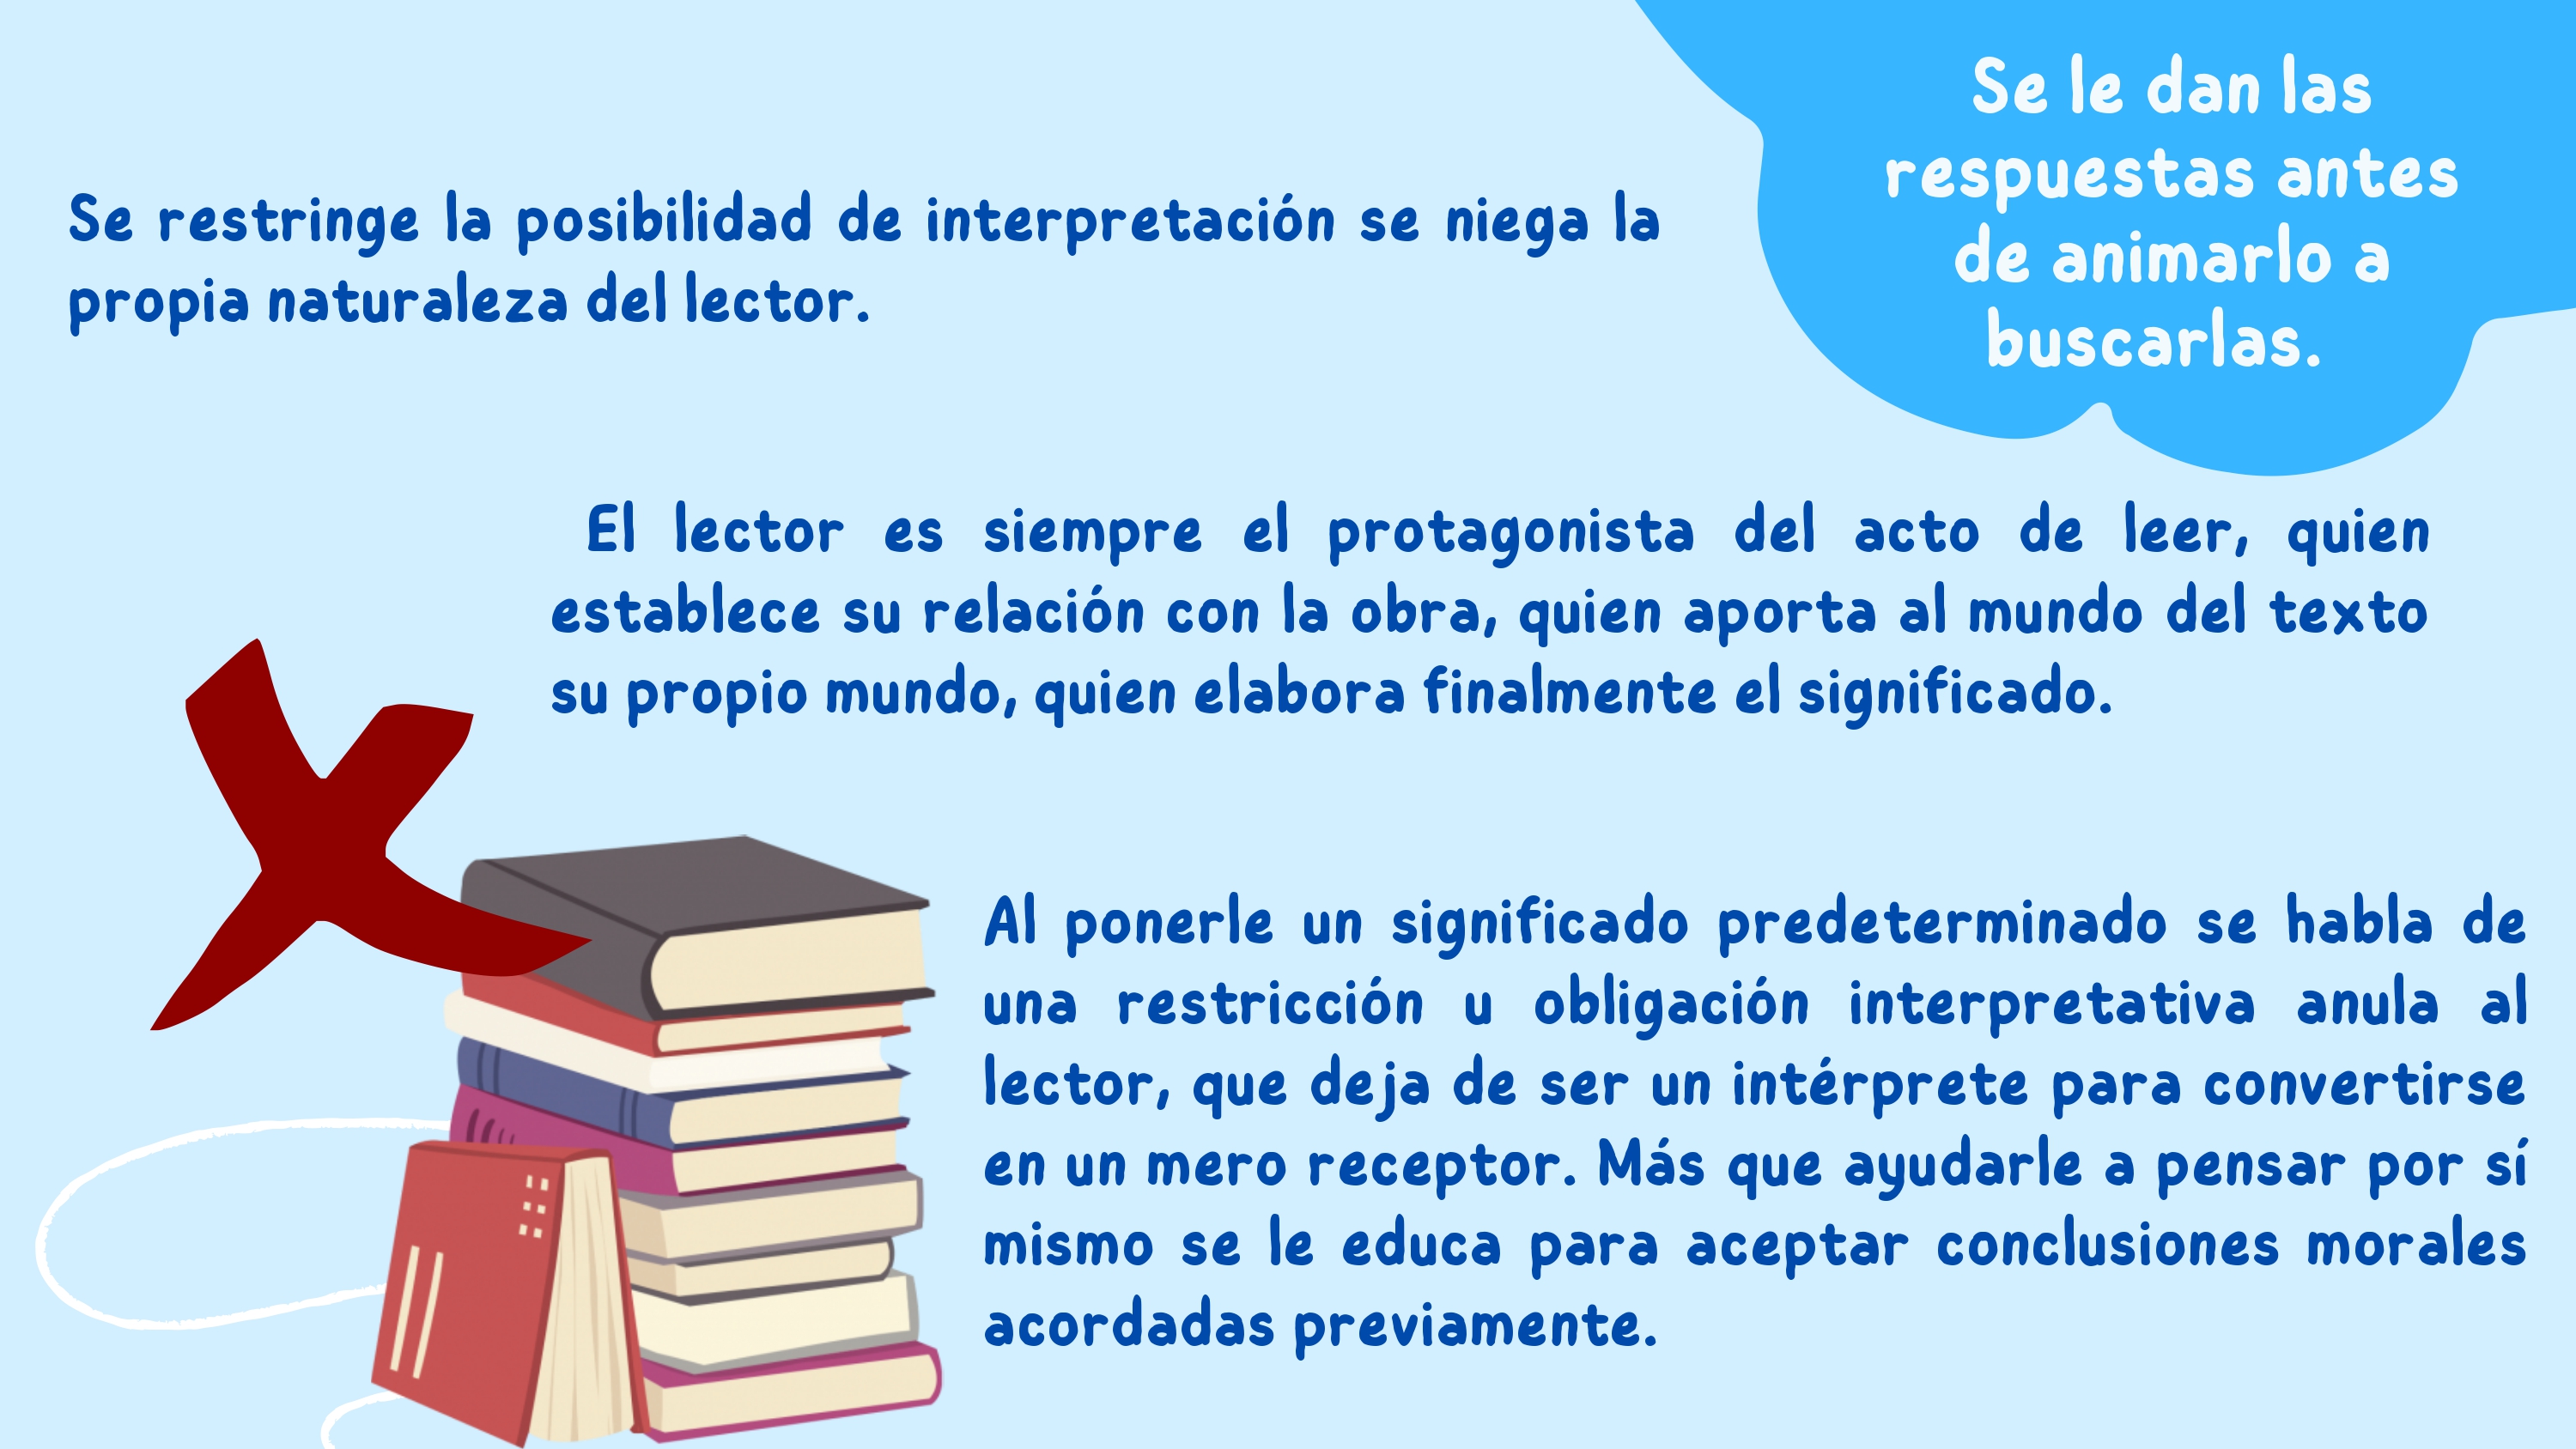 Se le dan las
respuestas antes
de animarlo a
buscarlas.
Se restringe la posibilidad de interpretación se niega la
propia naturaleza del lector.
El lector es siempre el protagonista del acto de leer, quien
establece su relación con la obra, quien aporta al mundo del texto
su propio mundo, quien elabora finalmente el significado.
Al ponerle un significado predeterminado se habla de
una restricción u obligación interpretativa anula al
lector, que deja de ser un intérprete para convertirse
en un mero receptor. Más que ayudarle a pensar por sí
mismo se le educa para aceptar conclusiones morales
acordadas previamente.